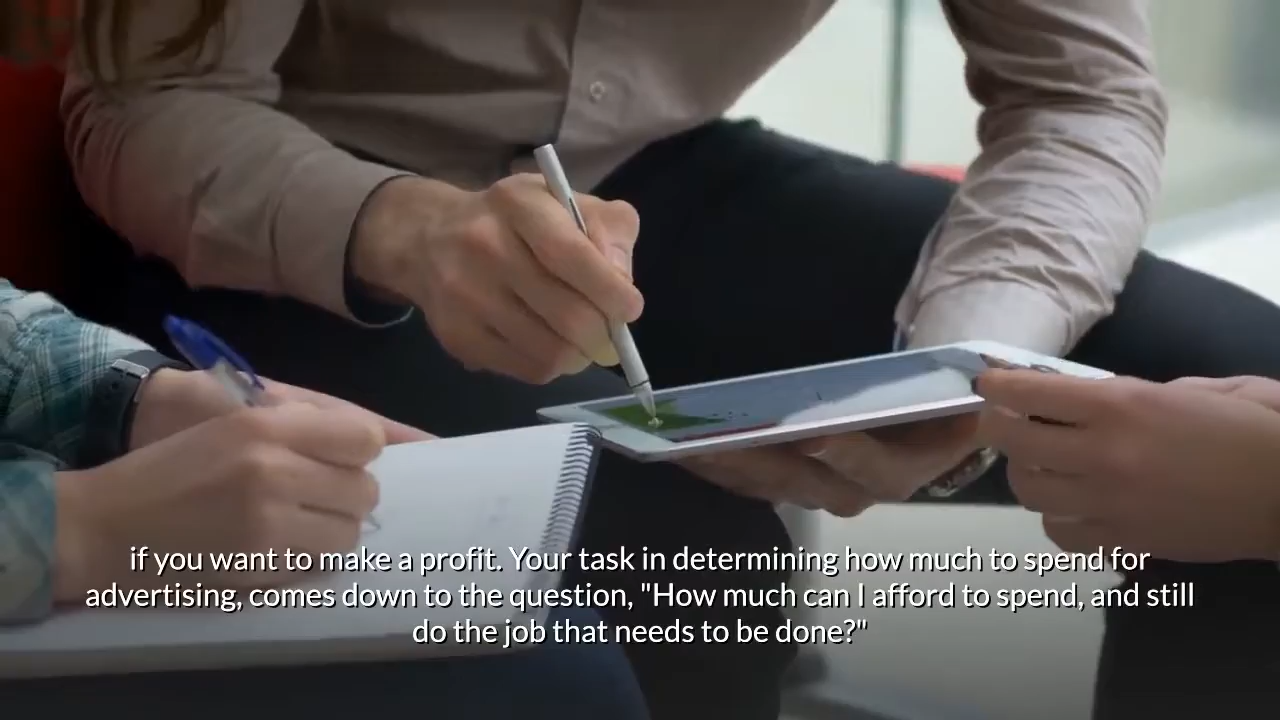 if you want to make a profit. Your task in determining how much to spend for
advertising, comes down to the question, "How much can I afford to spend, and still
do the job that needs to be done?"